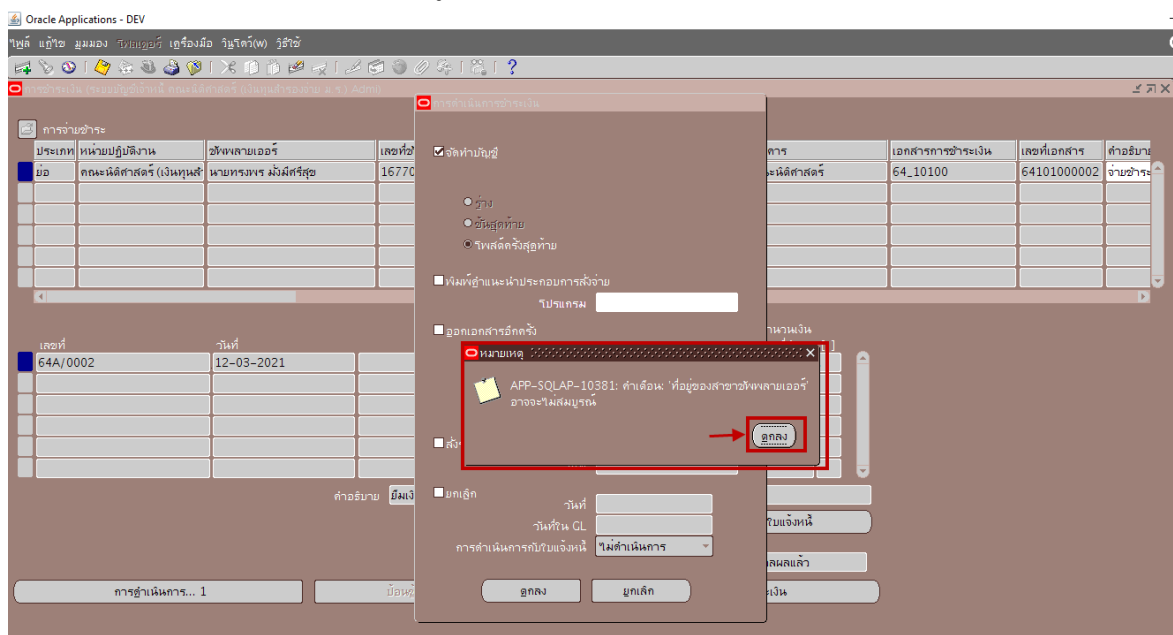 Oracle Applications - DEV
ไฟล์ แก้ไข มุมมอง โฟลเดอร์ เครื่องมือ วินโดว์(w) วิธีใช้
การชำระเงิน (ระยอง
การดำเนินการชำระเงิน
การจ่ายชำระ
ประเภท หน่วยปฏิบัติงาน ซัพพลายเออร์ เลขที่ซั คาร เอกสารการชำระเงิน เลขที่เอกสาร คำอธิบาย
ย่อ คณะนิติศาสตร์ (เงินทุนสํา นายทรงพร มั่งมีศรีสุข 16770 ะนิติศาสตร์ 64_10100 64101000002 จ่ายชำระ
จัดทำบัญชี
ร่าง
ขั้นสุดท้าย
โพสต์ครั้งสุดท้าย
พิมพ์คำแนะนำประกอบการสั่งจ่าย
โปรแกรม
ออกเอกสารอีกครั้ง
เลขที่ วันที่ จำนวนเงิน
64A/0002 12-03-2021
หมายเหตุ
APP-SQLAP-10381: คำเตือน: 'ที่อยู่ของสาขาซัพพลายเออร์'
อาจจะไม่สมบูรณ์
ตกลง
คำอธิบาย ยืมเงิ
ยกเลิก
วันที่
วันที่ใน GL
ใบแจ้งหนี้
การดำเนินการกับใบแจ้งหนี้ ไม่ดำเนินการ
ลผลแล้ว
การดำเนินการ... 1 ป้อน ตกลง ยกเลิก ะเงิน